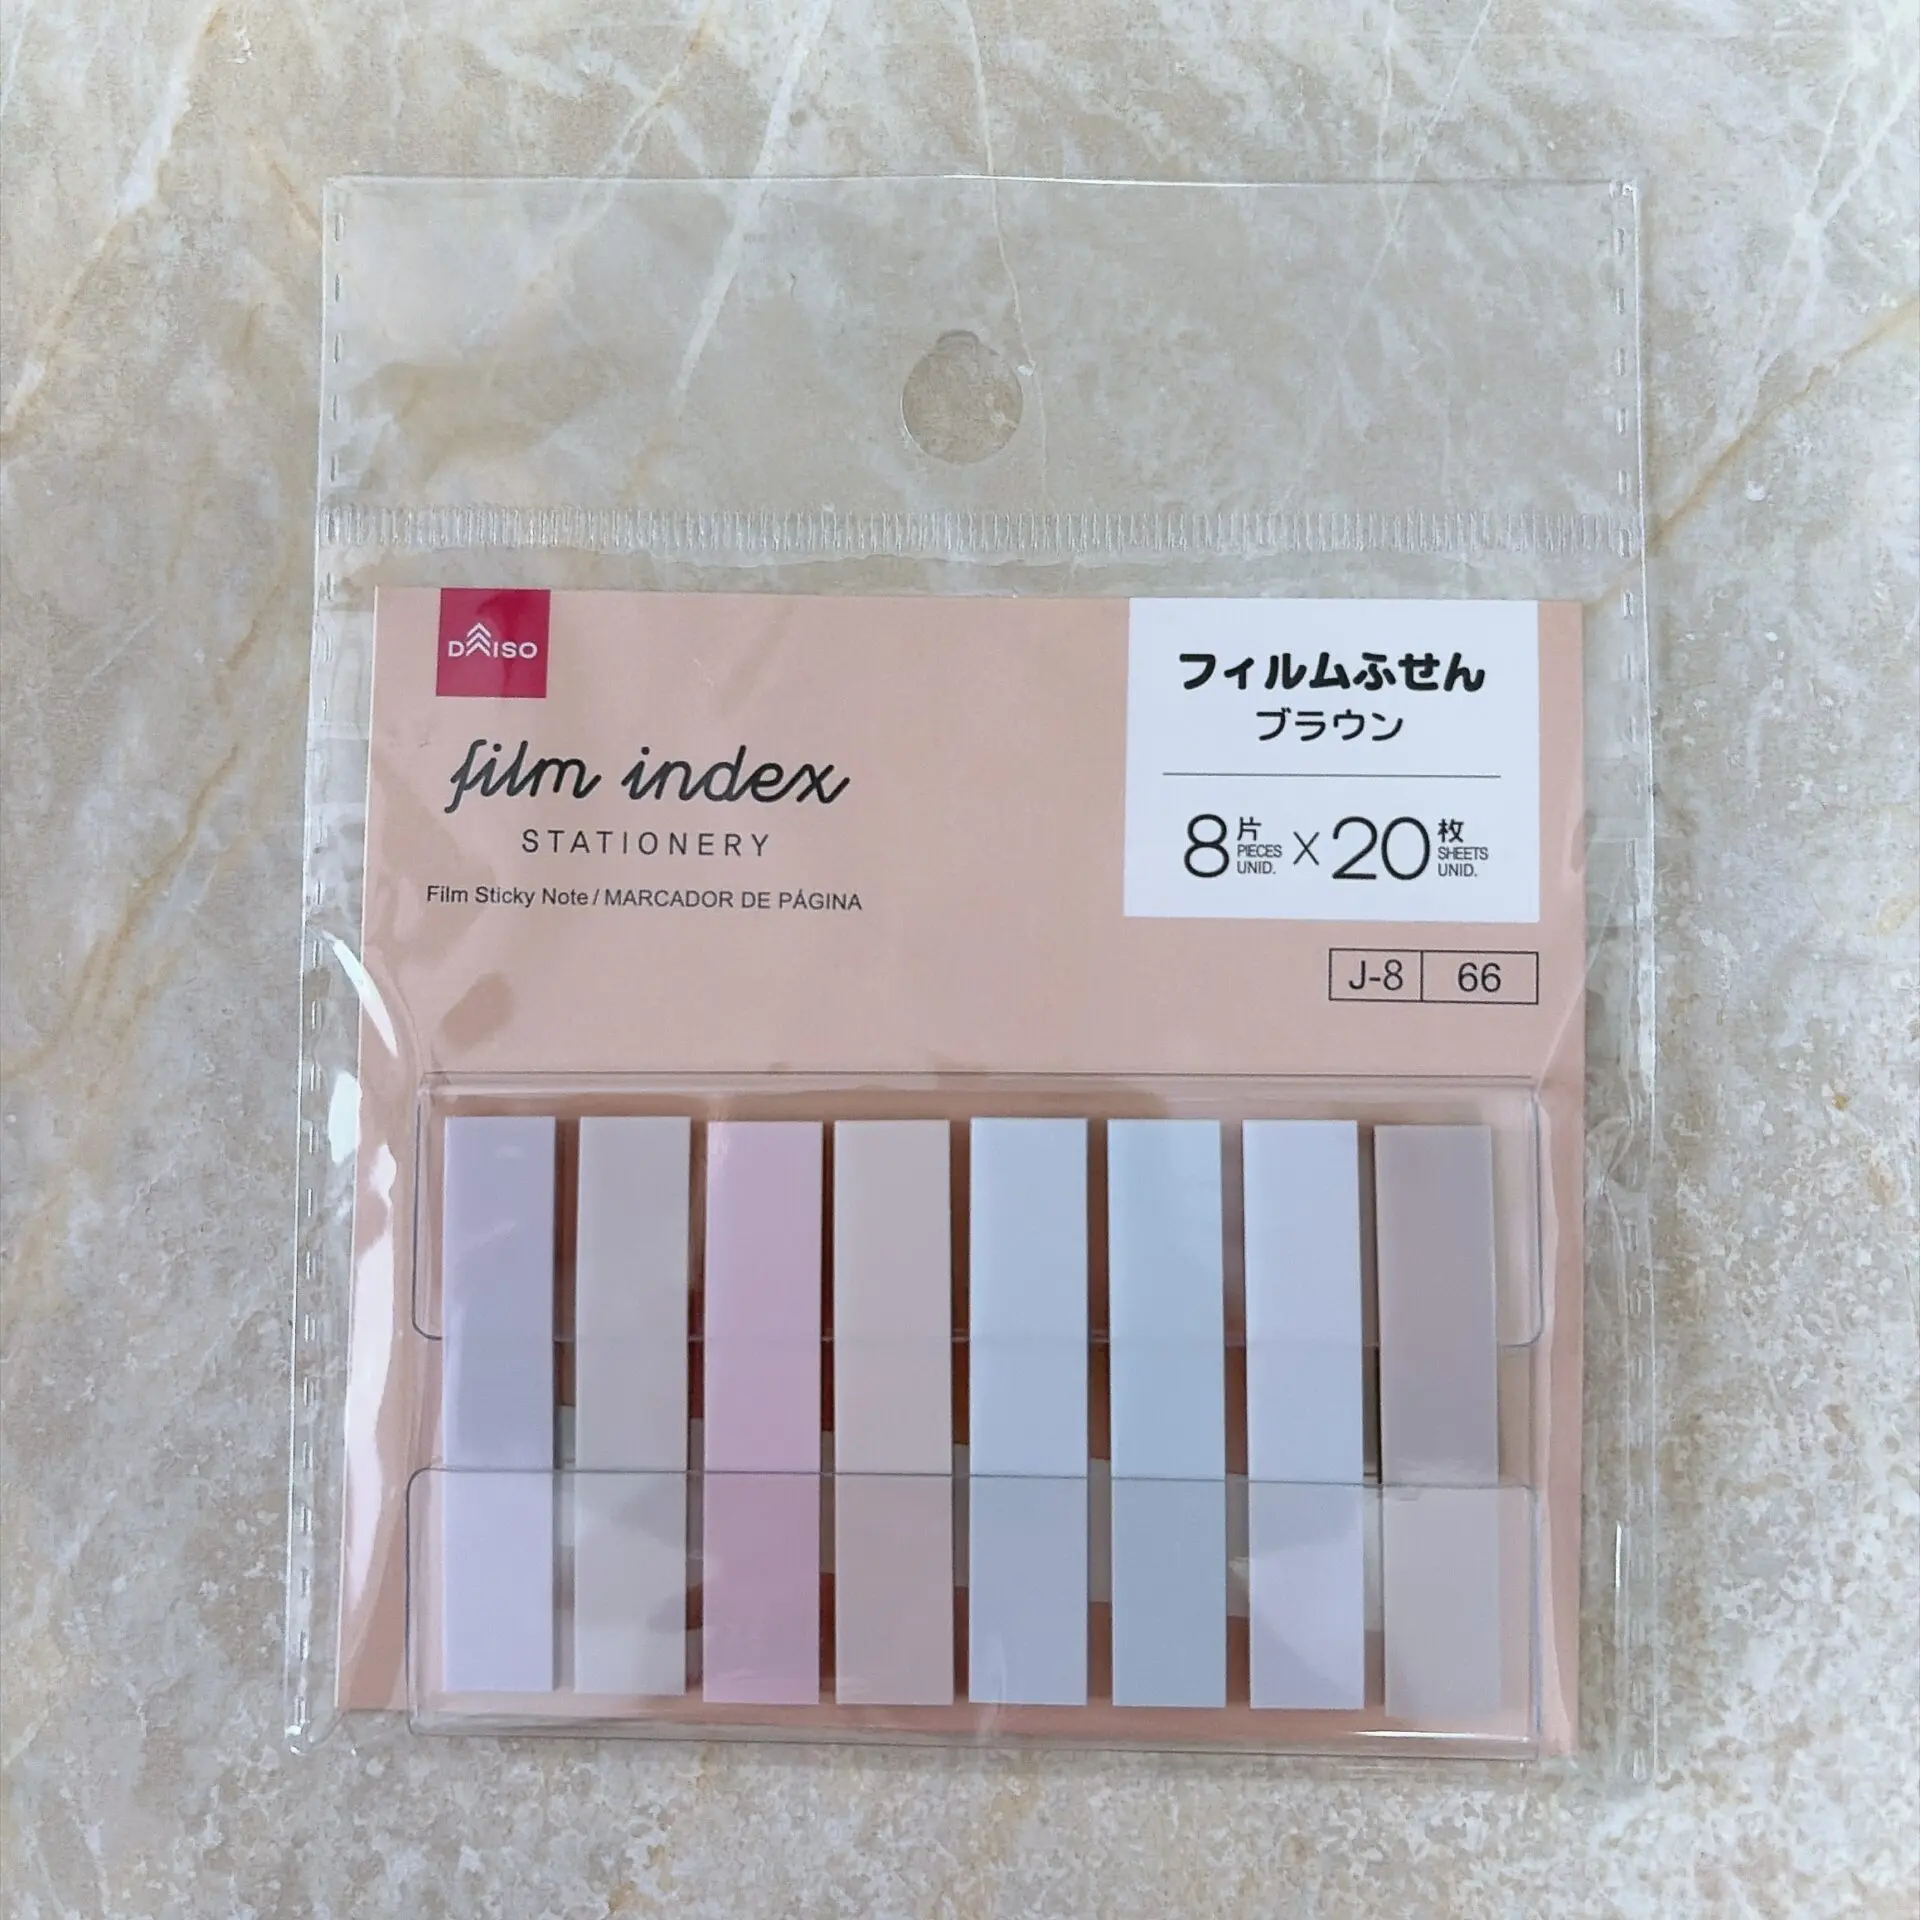 DAISO
film index
STATIONERY
Film Sticky Note / MARCADOR DE PÁGINA
フィルムふせん
ブラウン
8片 PIECES UNID. × 20枚 SHEETS UNID.
J-8 66